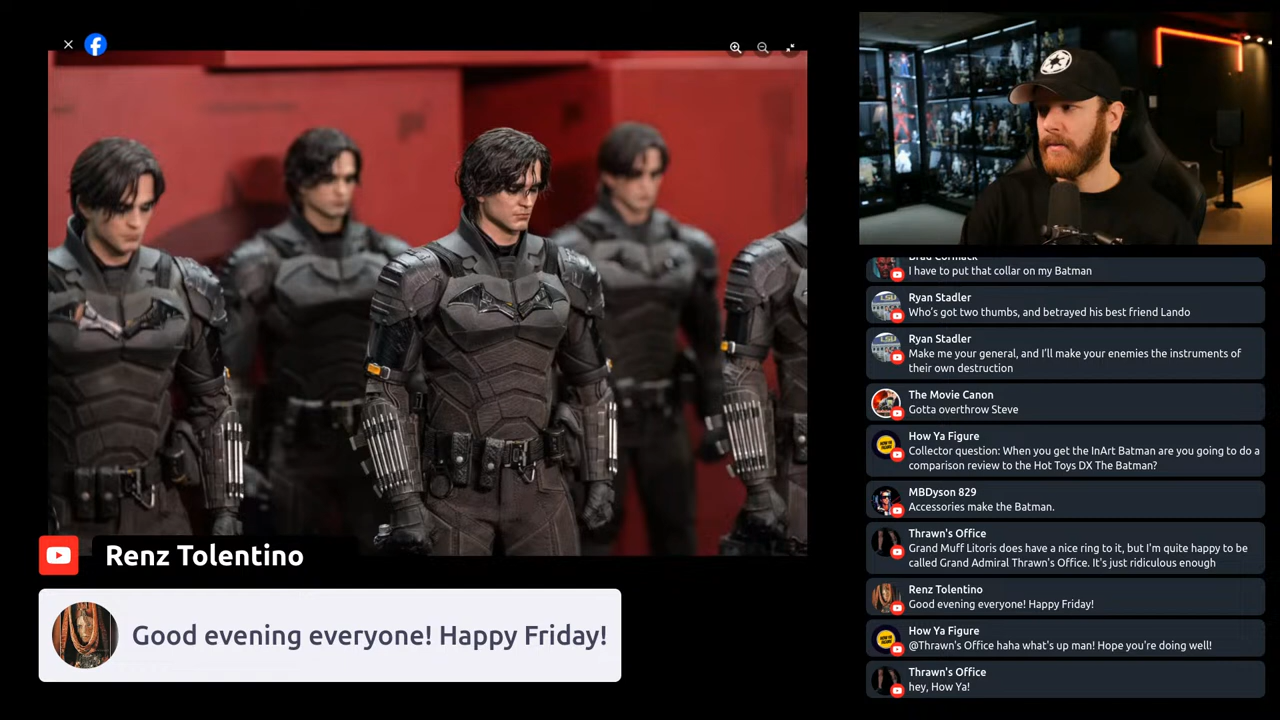 Renz Tolentino
Good evening everyone! Happy Friday!
Brad Cormack
I have to put that collar on my Batman
Ryan Stadler
Who's got two thumbs, and betrayed his best friend Lando
Ryan Stadler
Make me your general, and I'll make your enemies the instruments of
their own destruction
The Movie Canon
Gotta overthrow Steve
How Ya Figure
Collector question: When you get the InArt Batman are you going to do a
comparison review to the Hot Toys DX The Batman?
MBDyson 829
Accessories make the Batman.
Thrawn's Office
Grand Muff Litoris does have a nice ring to it, but I'm quite happy to be
called Grand Admiral Thrawn's Office. It's just ridiculous enough
Renz Tolentino
Good evening everyone! Happy Friday!
How Ya Figure
@Thrawn's Office haha what's up man! Hope you're doing well!
Thrawn's Office
hey, How Ya!